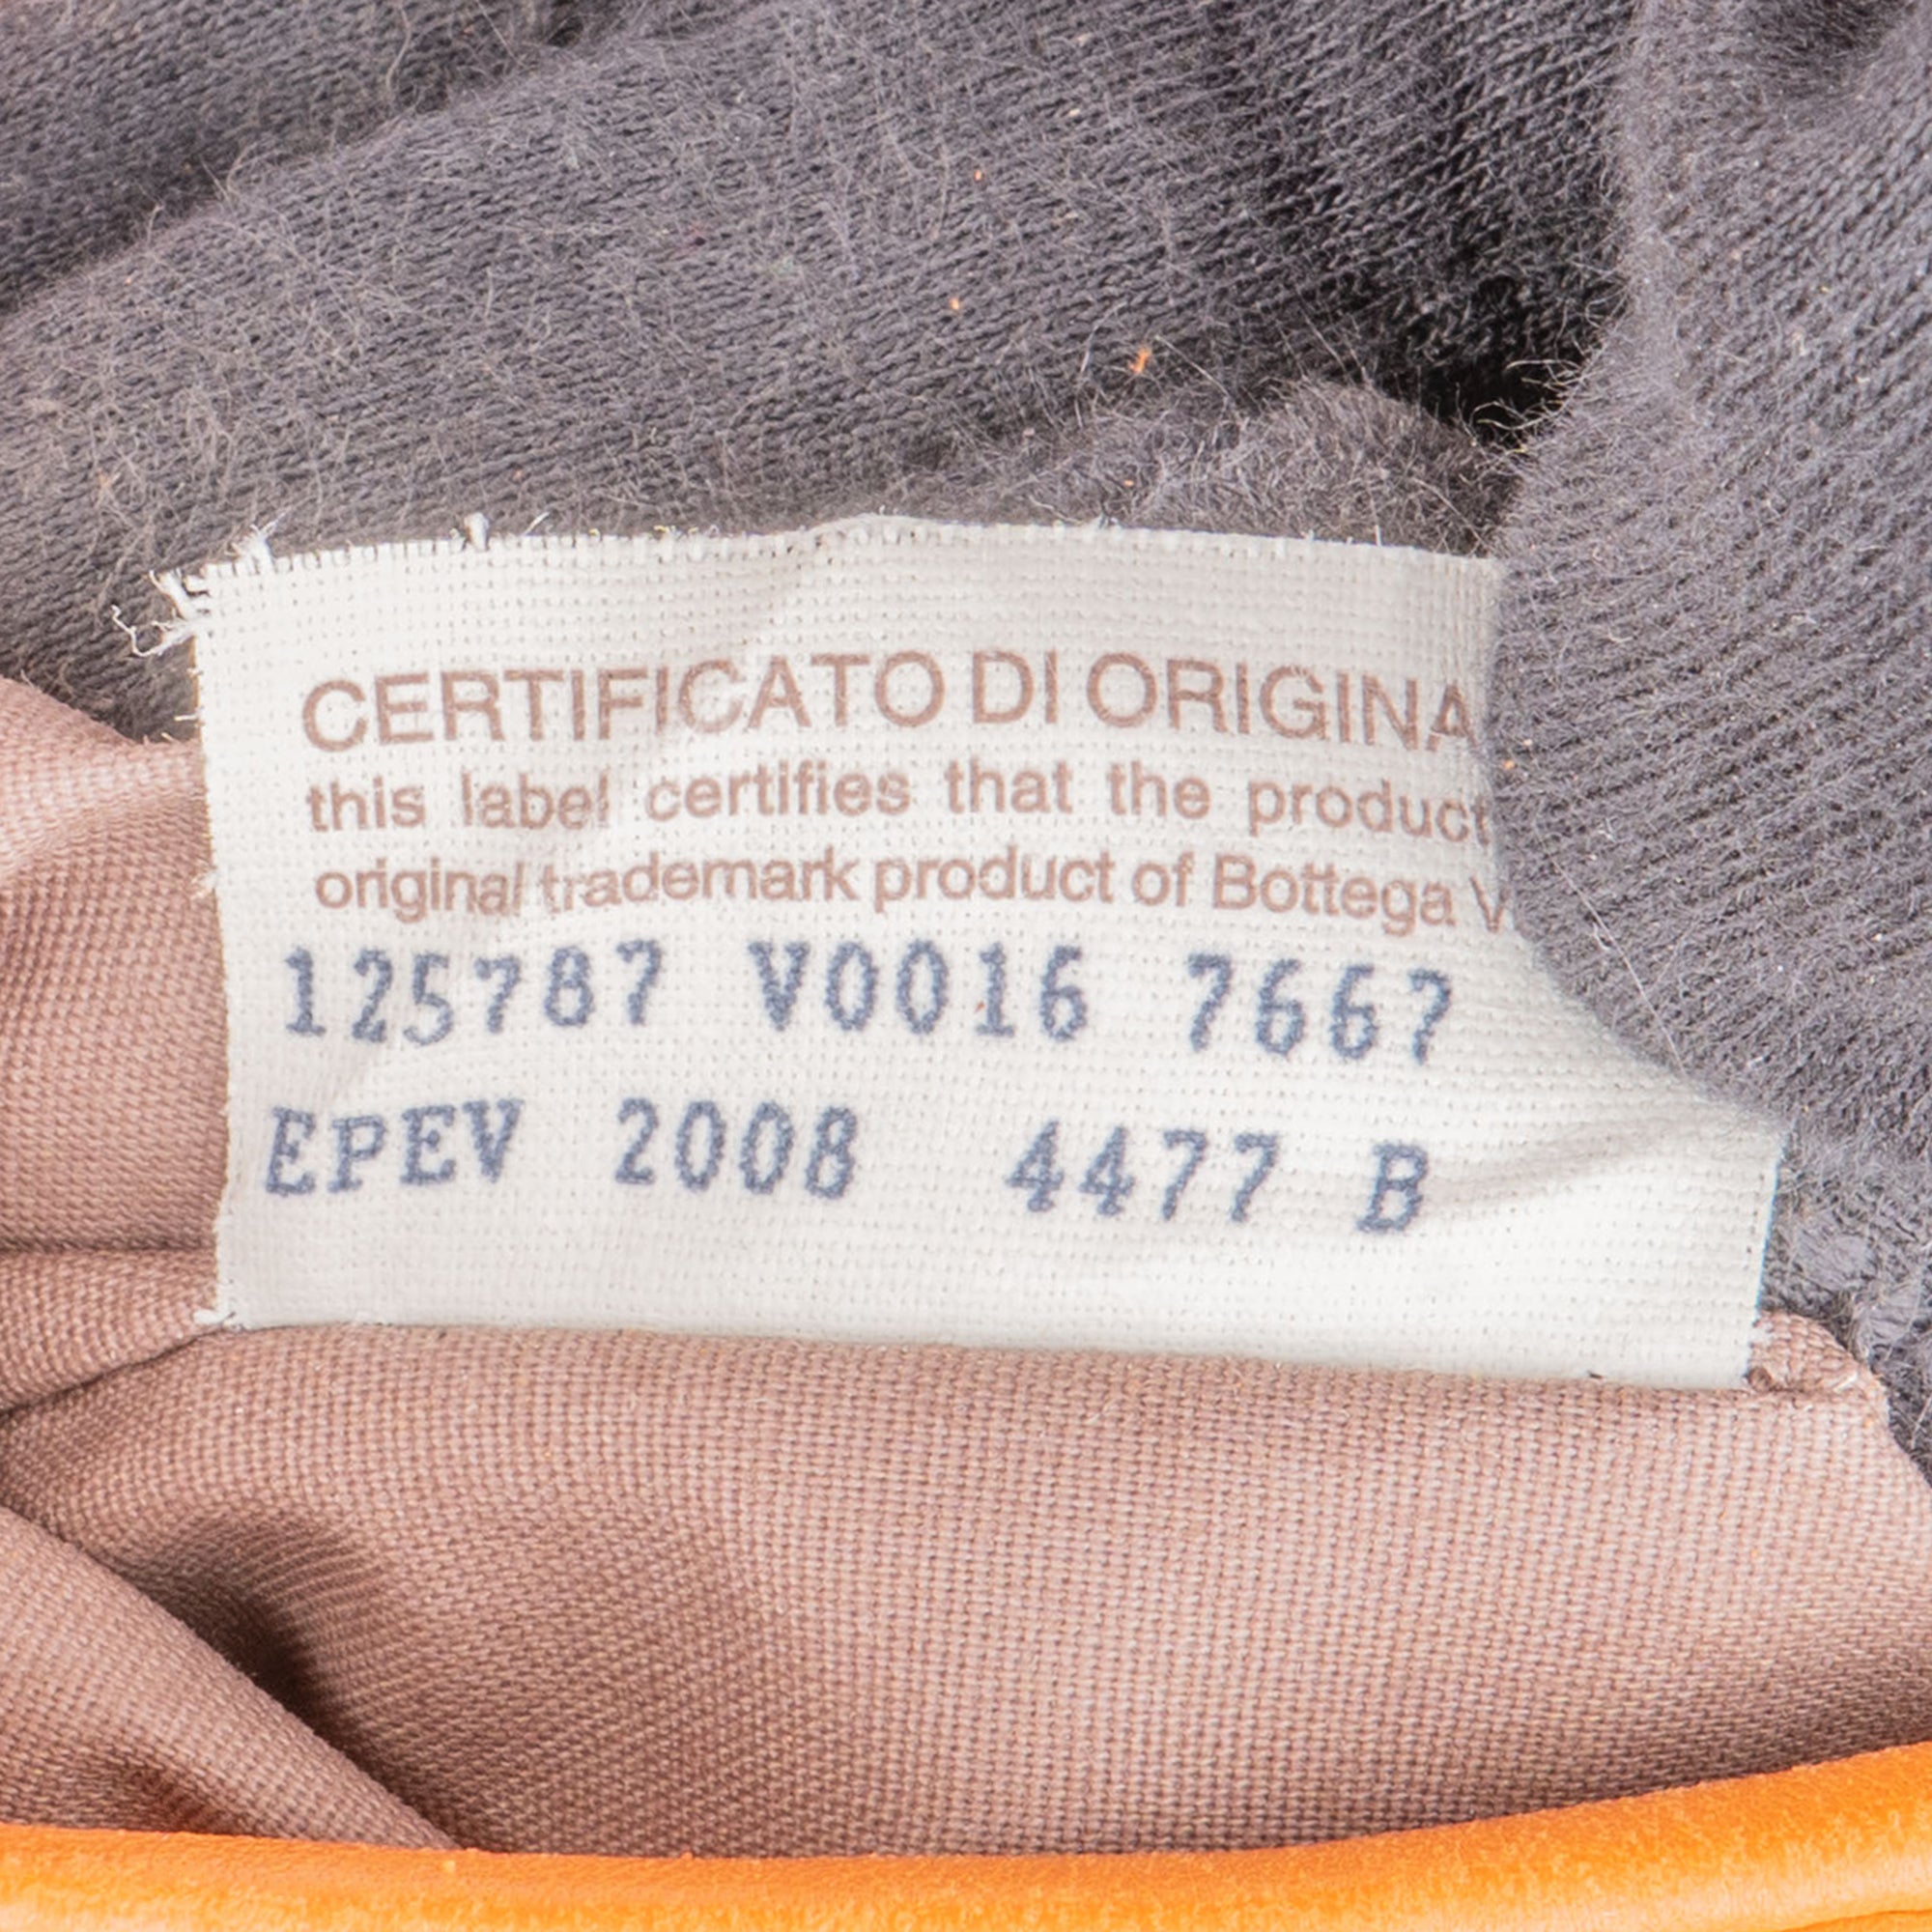 CERTIFICATO DI ORIGINA
this label certifies that the product
original trademark product of Bottega V
125787 V0016 7667
EPEV 2008 4477 B